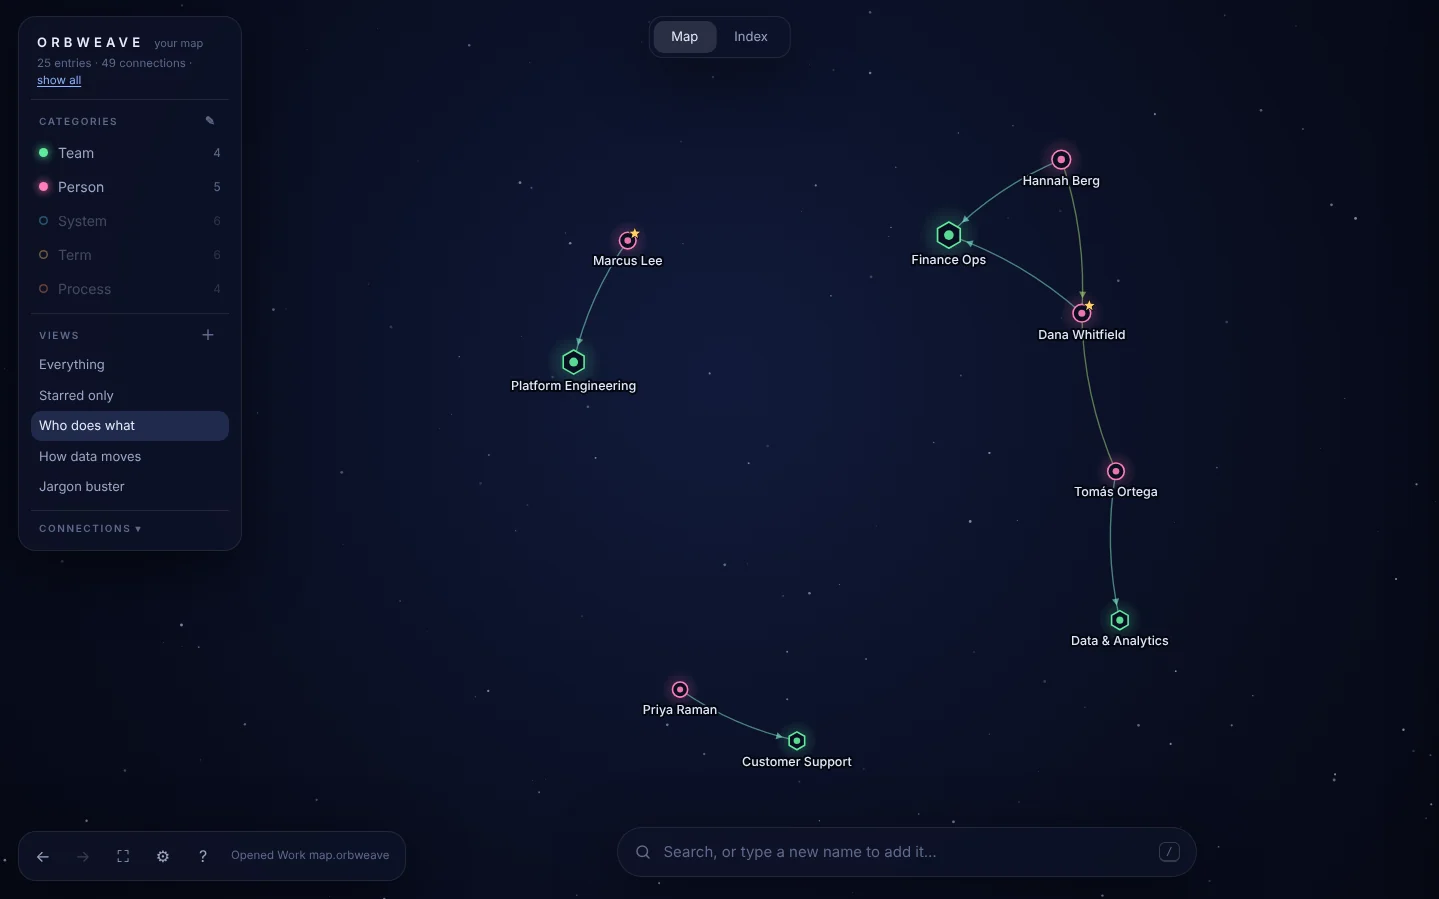 ORBWEAVE your map
25 entries · 49 connections ·
show all
CATEGORIES
Team 4
Person 5
System 6
Term 6
Process 4
VIEWS
Everything
Starred only
Who does what
How data moves
Jargon buster
CONNECTIONS ▾
Map Index
Hannah Berg
Marcus Lee
Finance Ops
Dana Whitfield
Platform Engineering
Tomás Ortega
Data & Analytics
Priya Raman
Customer Support
? Opened Work map.orbweave
Search, or type a new name to add it... /